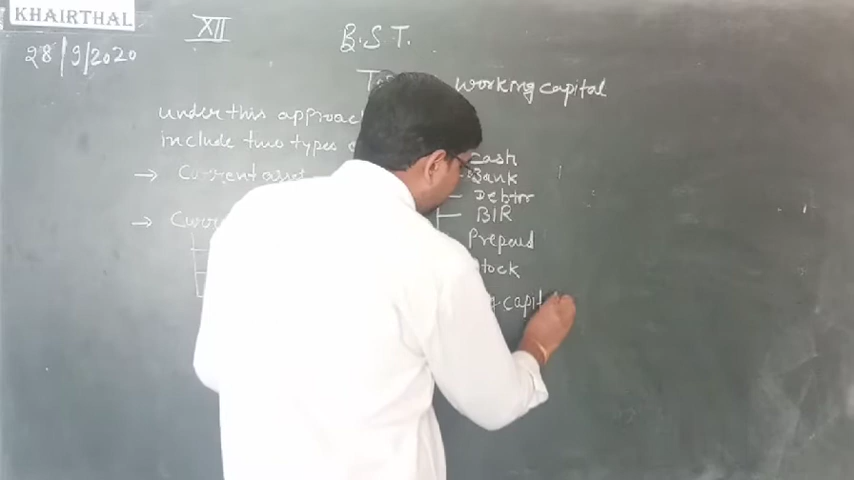 KHAIRTHAL
28/9/2020
XII
B.S.T.
working capital
under this approac
include two types
→ Current asset
→ Curr
Cash
Bank
Debtor
B/R
Prepaid
tock
g.capit